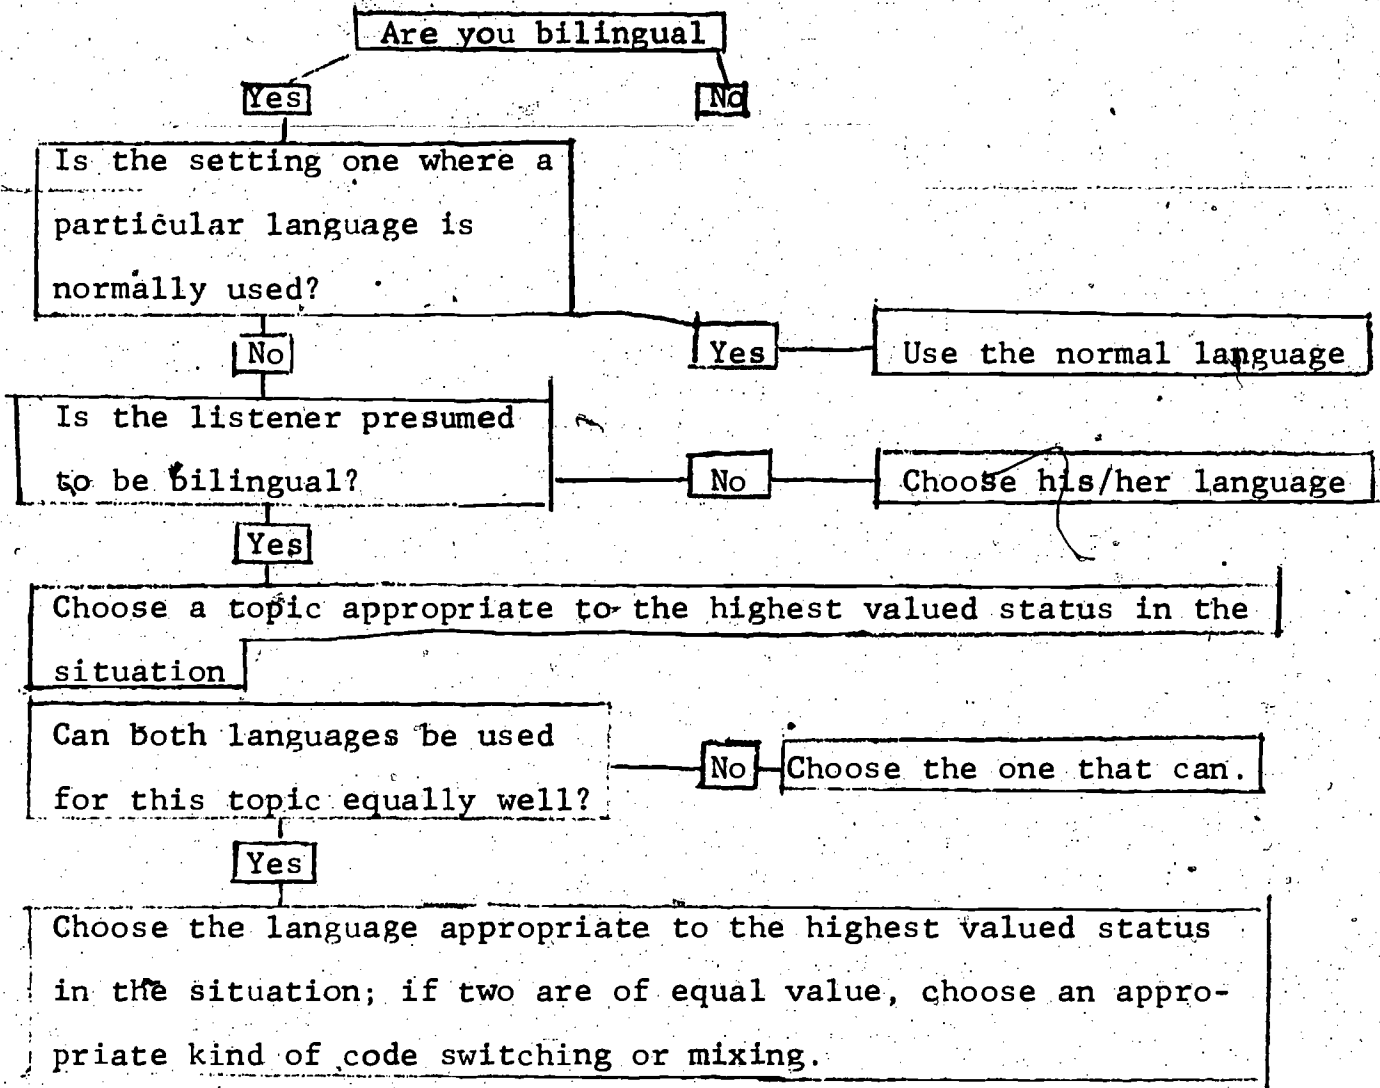 Are you bilingual
Yes
No
Is the setting one where a
particular language is
normally used?
No
Yes
Use the normal language
Is the listener presumed
to be bilingual?
No
Choose his/her language
Yes
Choose a topic appropriate to the highest valued status in the
situation
Can both languages be used
for this topic equally well?
No
Choose the one that can.
Yes
Choose the language appropriate to the highest valued status
in the situation; if two are of equal value, choose an appro-
priate kind of code switching or mixing.